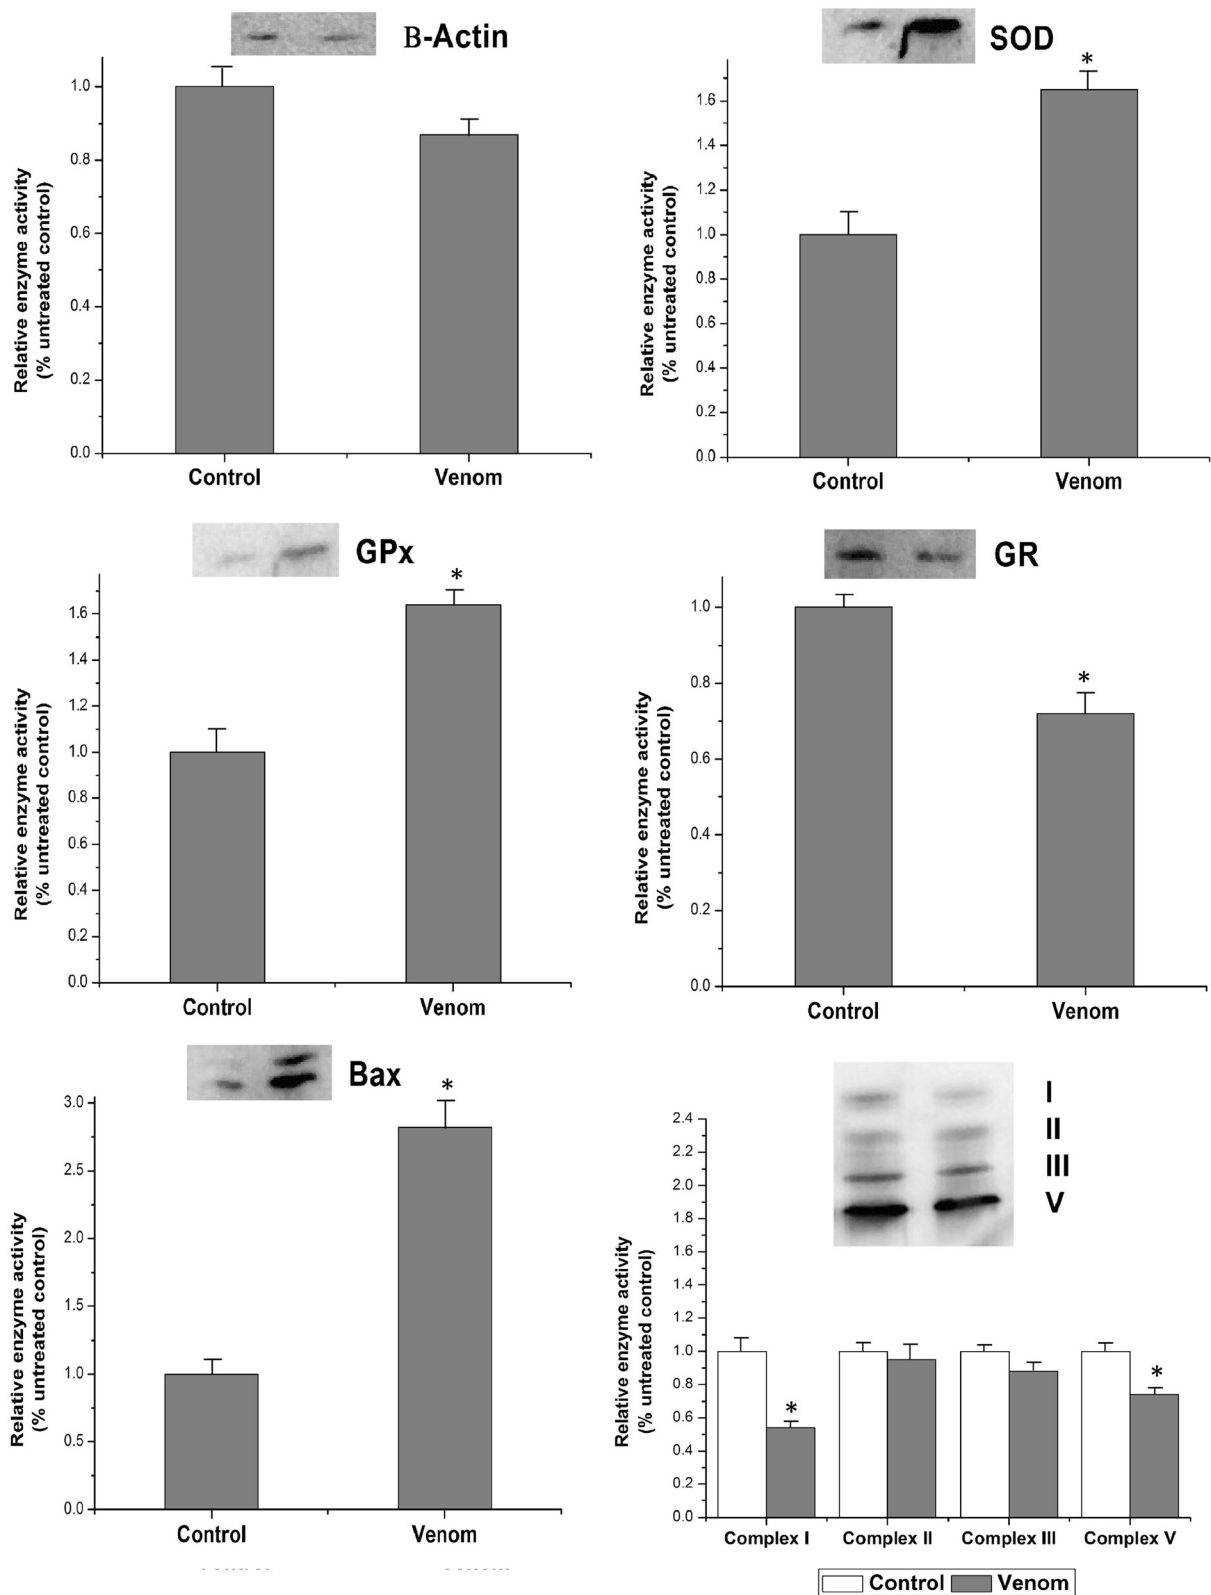 B-Actin
Relative enzyme activity
(% untreated control)
1.0
0.8
0.6
0.4
0.2
0.0
Control Venom
SOD
*
Relative enzyme activity
(% untreated control)
1.6
1.4
1.2
1.0
0.8
0.6
0.4
0.2
0.0
Control Venom
GPx
*
Relative enzyme activity
(% untreated control)
1.6
1.4
1.2
1.0
0.8
0.6
0.4
0.2
0.0
Control Venom
GR
*
Relative enzyme activity
(% untreated control)
1.0
0.8
0.6
0.4
0.2
0.0
Control Venom
Bax
*
Relative enzyme activity
(% untreated control)
3.0
2.5
2.0
1.5
1.0
0.5
0.0
Control Venom
I
II
III
V
Relative enzyme activity
(% untreated control)
2.4
2.2
2.0
1.8
1.6
1.4
1.2
1.0
0.8
0.6
0.4
0.2
0.0
* *
Complex I Complex II Complex III Complex V
Control Venom